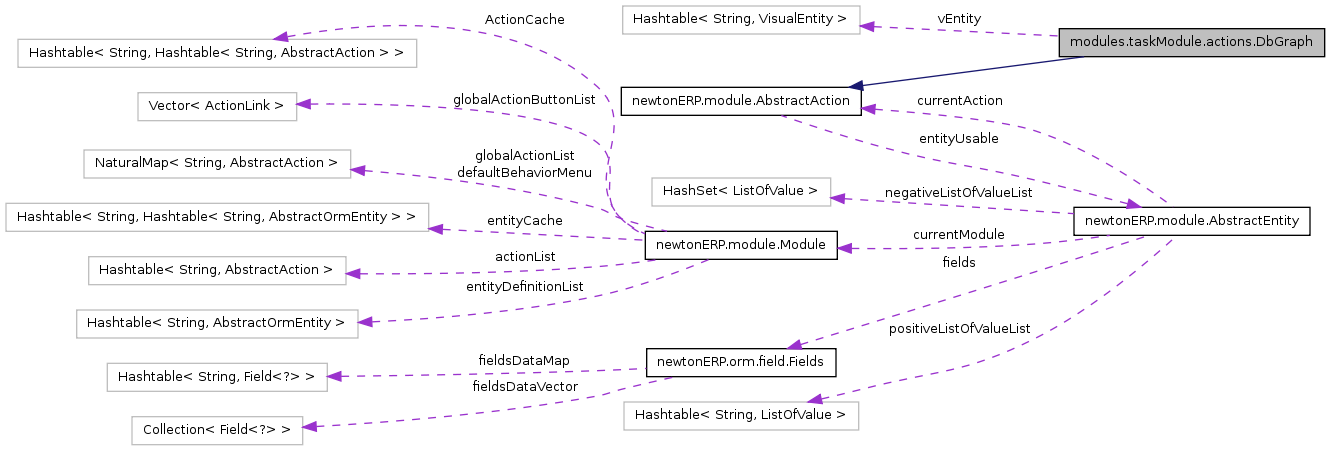 ActionCache
Hashtable< String, VisualEntity >
vEntity
modules.taskModule.actions.DbGraph
Hashtable< String, Hashtable< String, AbstractAction > >
Vector< ActionLink >
globalActionButtonList
newtonERP.module.AbstractAction
currentAction
entityUsable
NaturalMap< String, AbstractAction >
globalActionList
defaultBehaviorMenu
HashSet< ListOfValue >
negativeListOfValueList
Hashtable< String, Hashtable< String, AbstractOrmEntity > >
entityCache
newtonERP.module.AbstractEntity
newtonERP.module.Module
currentModule
Hashtable< String, AbstractAction >
actionList
fields
entityDefinitionList
Hashtable< String, AbstractOrmEntity >
positiveListOfValueList
newtonERP.orm.field.Fields
fieldsDataMap
Hashtable< String, Field<?> >
fieldsDataVector
Hashtable< String, ListOfValue >
Collection< Field<?> >